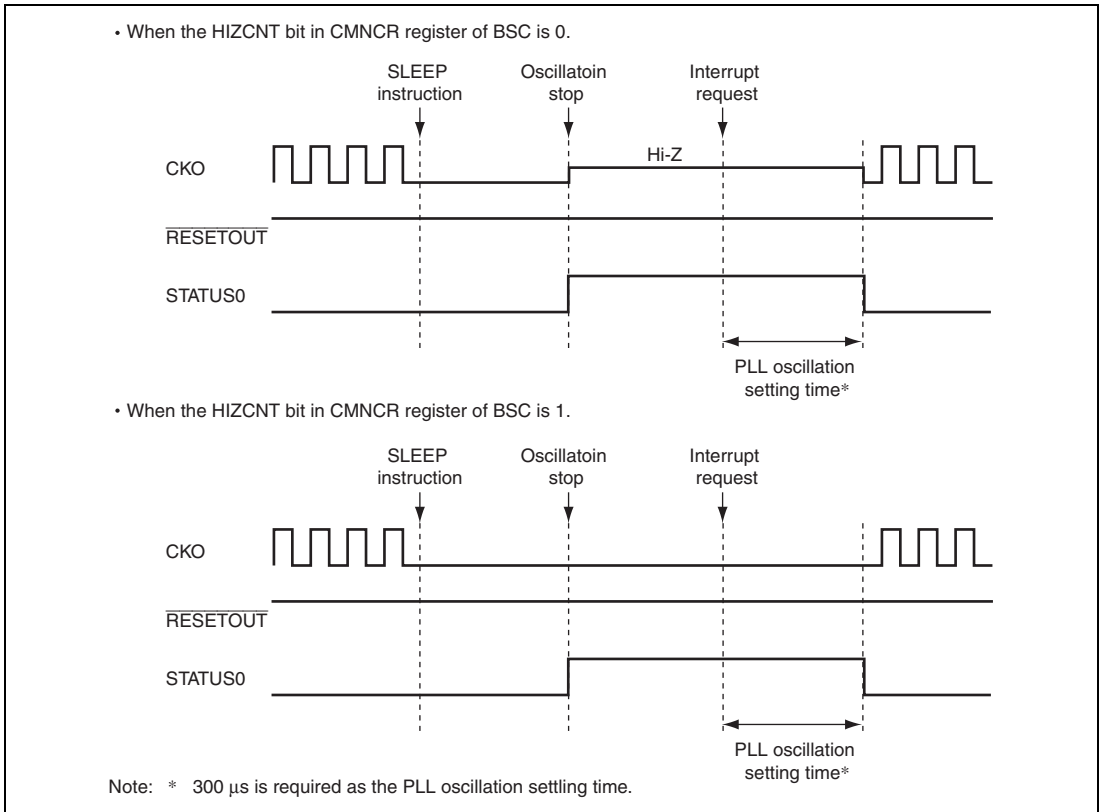 • When the HIZCNT bit in CMNCR register of BSC is 0.
SLEEP
instruction
Oscillatoin
stop
Interrupt
request
CKO
Hi-Z
RESETOUT
STATUS0
PLL oscillation
setting time*
• When the HIZCNT bit in CMNCR register of BSC is 1.
SLEEP
instruction
Oscillatoin
stop
Interrupt
request
CKO
RESETOUT
STATUS0
PLL oscillation
setting time*
Note: * 300 μs is required as the PLL oscillation settling time.